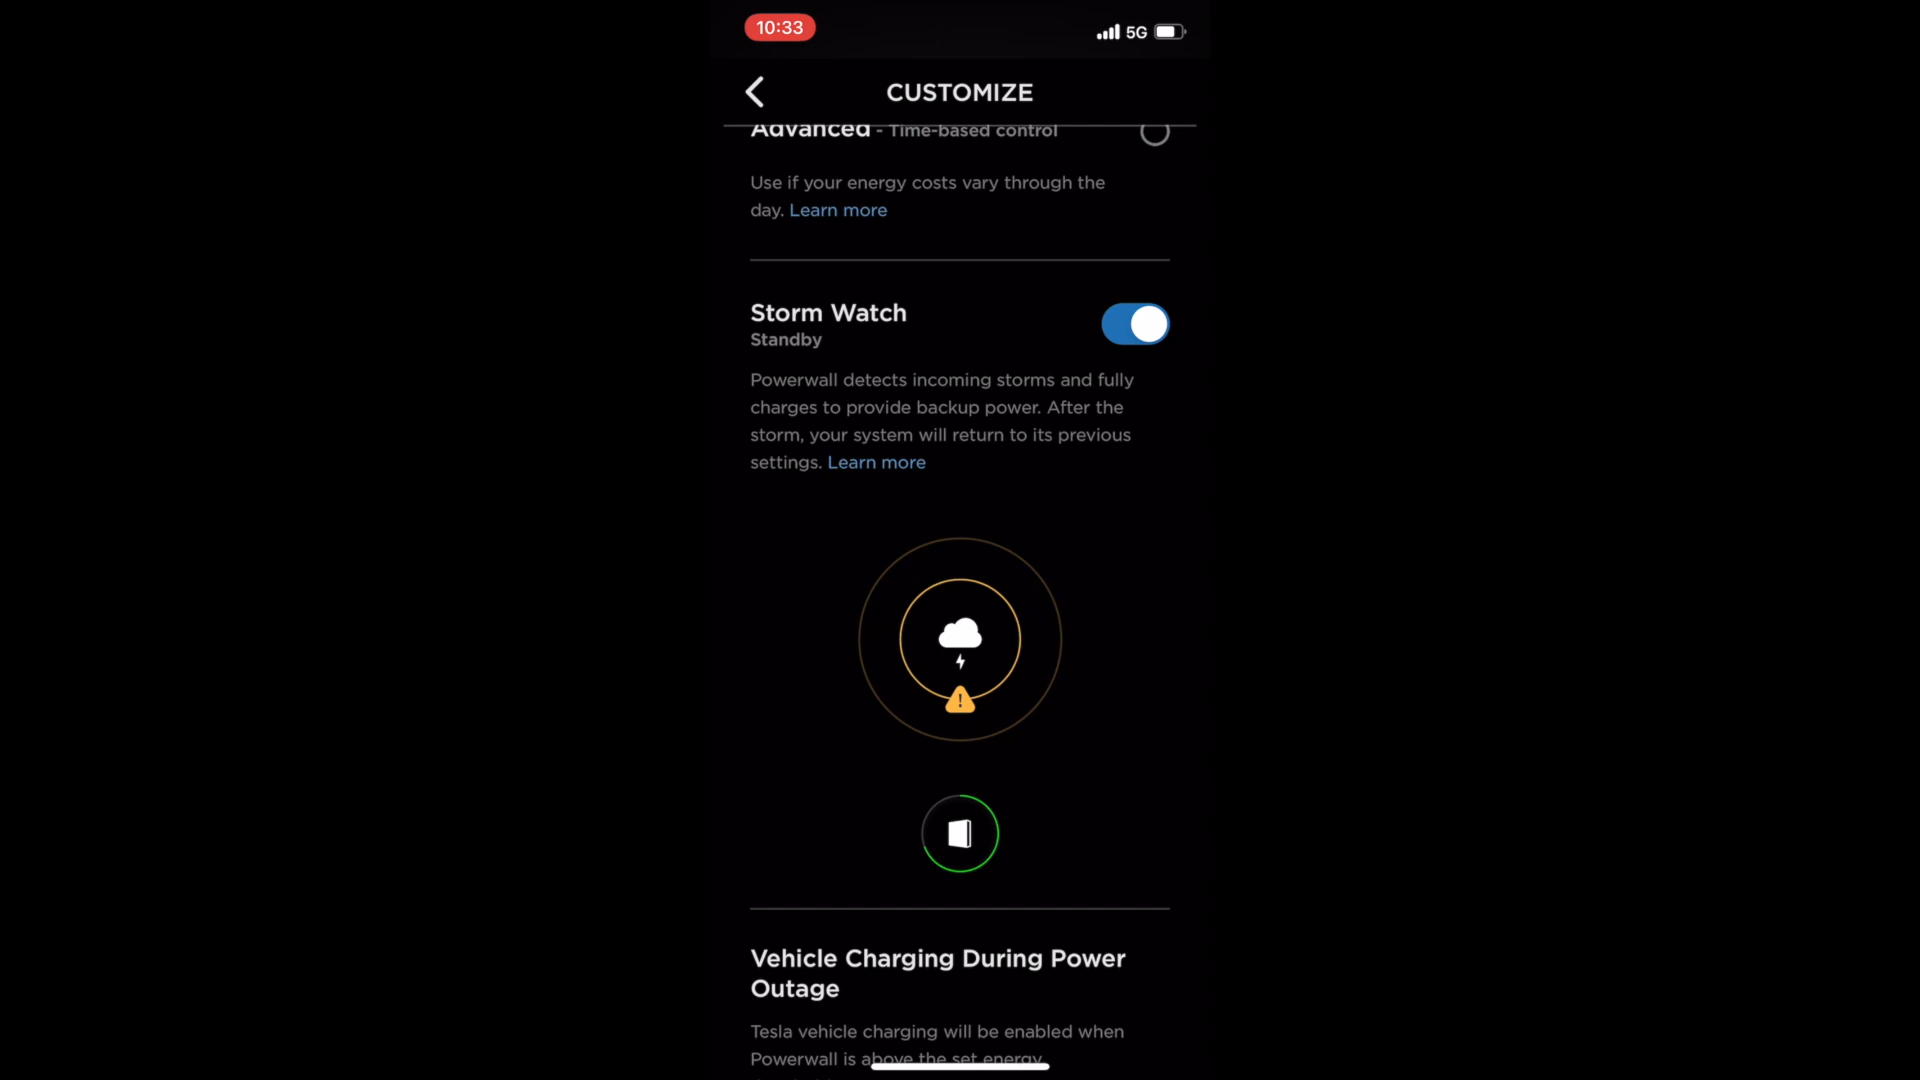 10:33
5G
CUSTOMIZE
Advanced - Time-based control
Use if your energy costs vary through the
day. Learn more
Storm Watch
Standby
Powerwall detects incoming storms and fully
charges to provide backup power. After the
storm, your system will return to its previous
settings. Learn more
!
Vehicle Charging During Power
Outage
Tesla vehicle charging will be enabled when
Powerwall is above the set energy